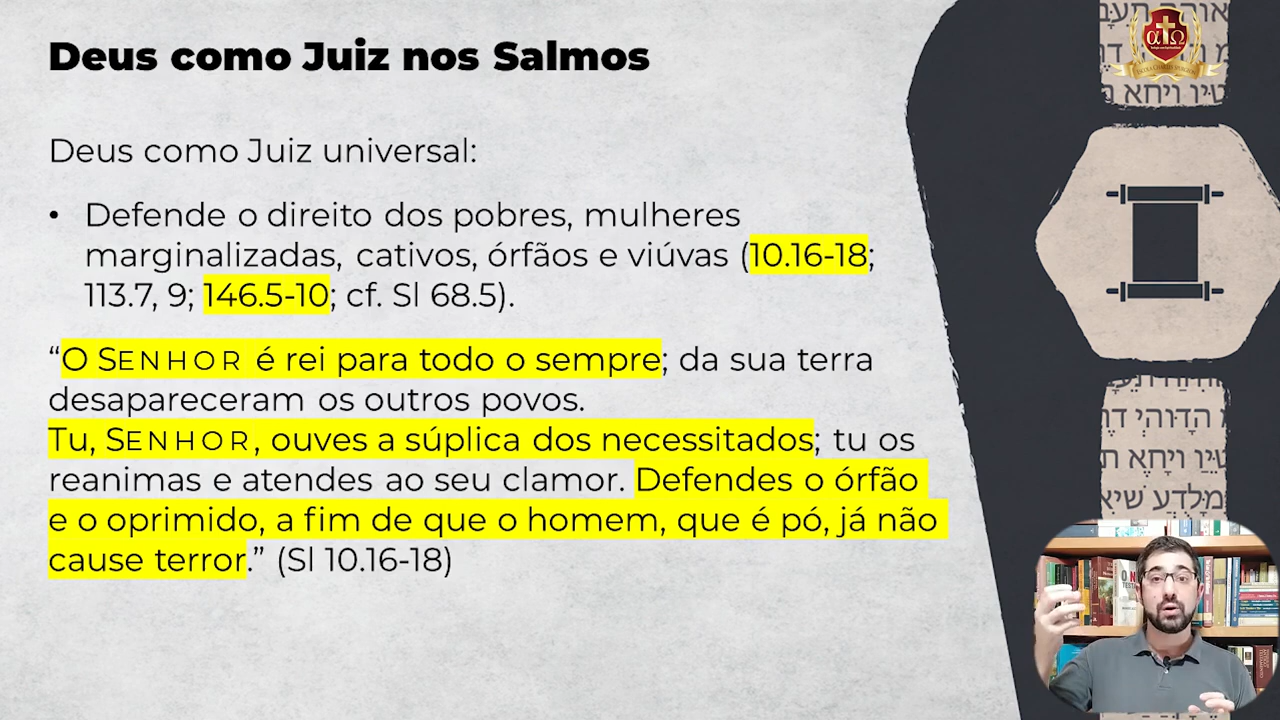 Deus como Juiz nos Salmos
Deus como Juiz universal:
• Defende o direito dos pobres, mulheres
marginalizadas, cativos, órfãos e viúvas (10.16-18;
113.7, 9; 146.5-10; cf. Sl 68.5).
“O SENHOR é rei para todo o sempre; da sua terra
desapareceram os outros povos.
Tu, SENHOR, ouves a súplica dos necessitados; tu os
reanimas e atendes ao seu clamor. Defendes o órfão
e o oprimido, a fim de que o homem, que é pó, já não
cause terror.” (Sl 10.16-18)
α Ω